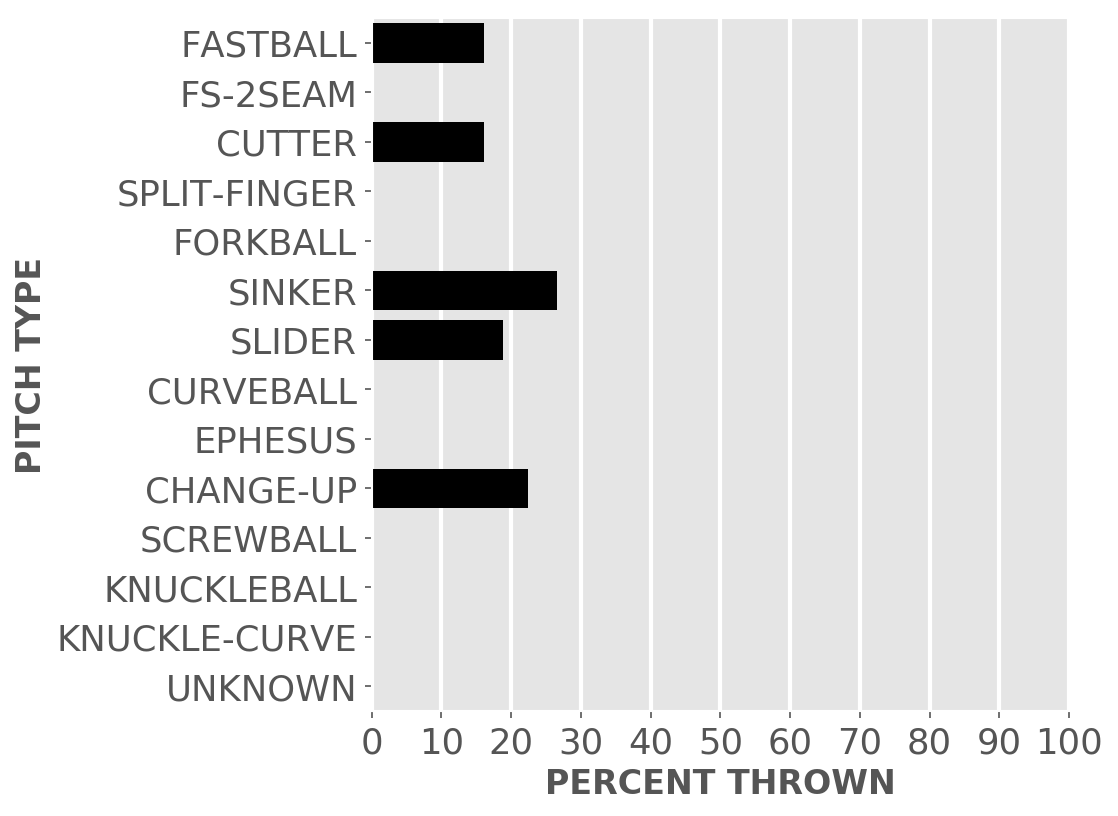 FASTBALL
FS-2SEAM
CUTTER
SPLIT-FINGER
FORKBALL
SINKER
SLIDER
CURVEBALL
EPHESUS
CHANGE-UP
SCREWBALL
KNUCKLEBALL
KNUCKLE-CURVE
UNKNOWN
PITCH TYPE
0 10 20 30 40 50 60 70 80 90 100
PERCENT THROWN